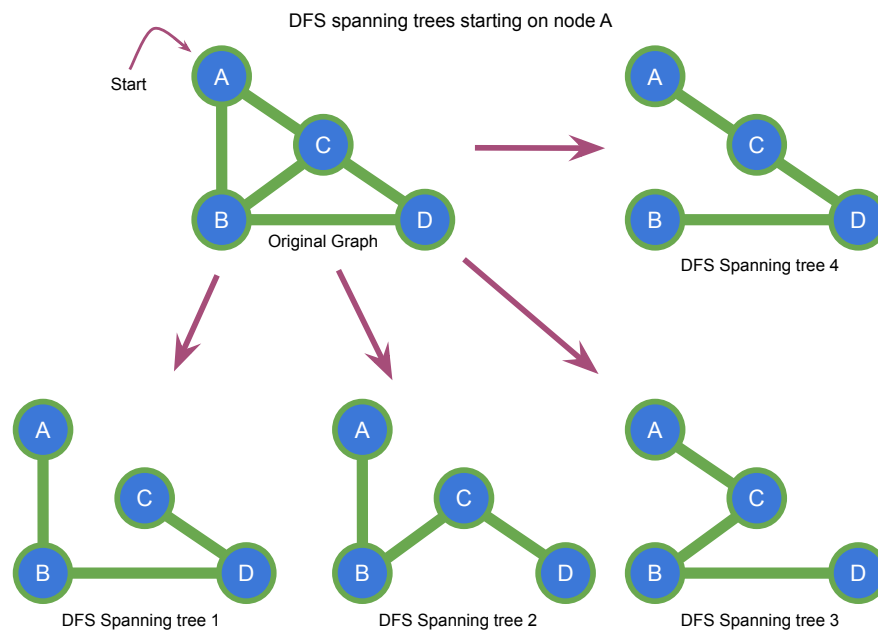 DFS spanning trees starting on node A
Start
A
C
B
D
Original Graph
A
C
B
D
DFS Spanning tree 4
A
C
B
D
DFS Spanning tree 1
A
C
B
D
DFS Spanning tree 2
A
C
B
D
DFS Spanning tree 3